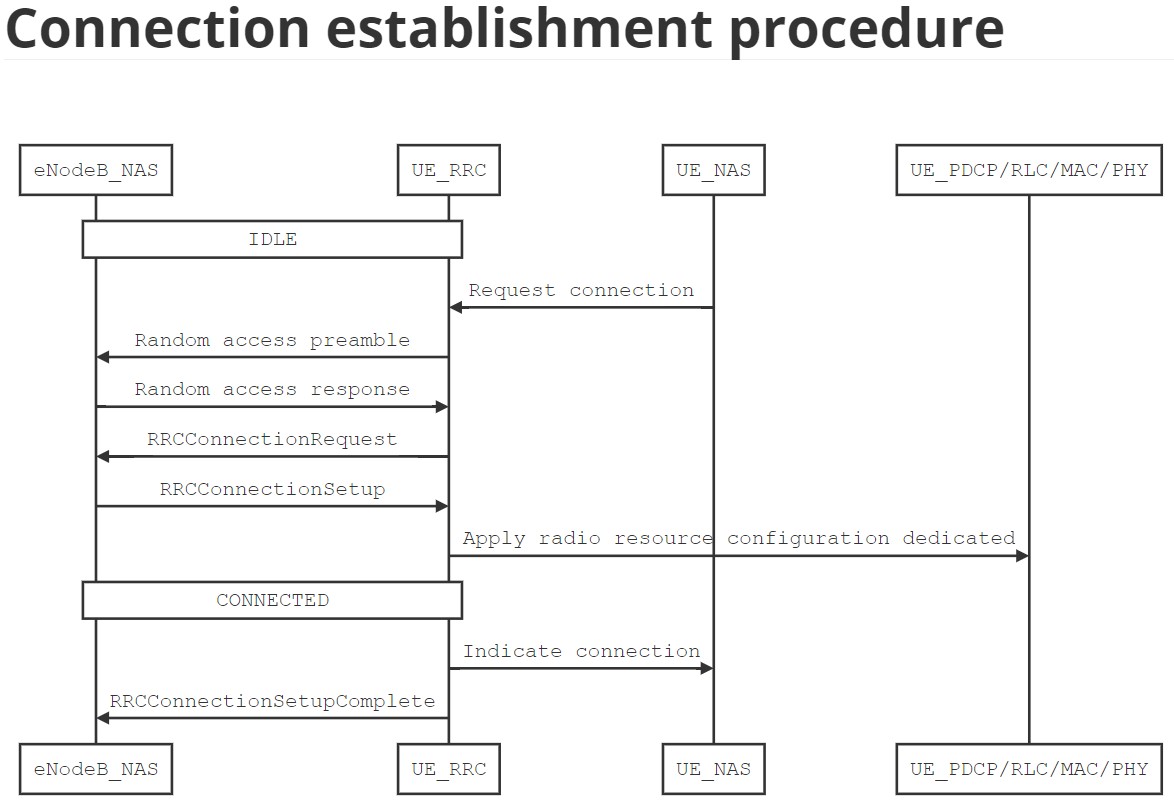 Connection establishment procedure
eNodeB_NAS UE_RRC UE_NAS UE_PDCP/RLC/MAC/PHY
IDLE
Request connection
Random access preamble
Random access response
RRCConnectionRequest
RRCConnectionSetup
Apply radio resource configuration dedicated
CONNECTED
Indicate connection
RRCConnectionSetupComplete
eNodeB_NAS UE_RRC UE_NAS UE_PDCP/RLC/MAC/PHY